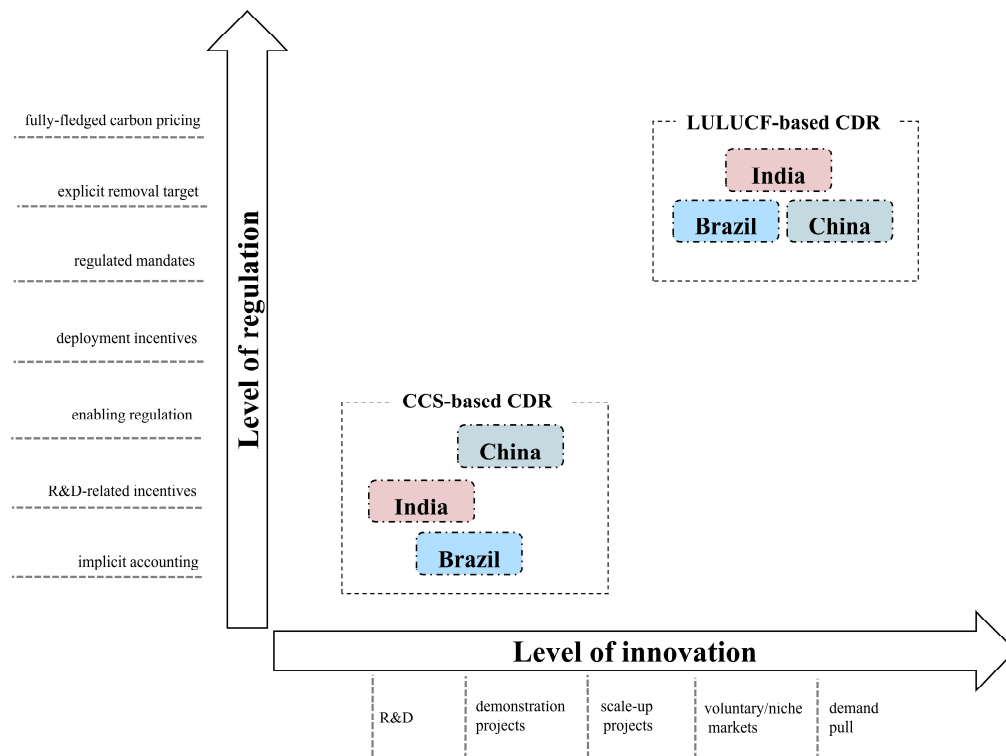 fully-fledged carbon pricing
explicit removal target
regulated mandates
deployment incentives
enabling regulation
R&D-related incentives
implicit accounting
Level of regulation
LULUCF-based CDR
India
Brazil
China
CCS-based CDR
China
India
Brazil
Level of innovation
R&D
demonstration
projects
scale-up
projects
voluntary/niche
markets
demand
pull